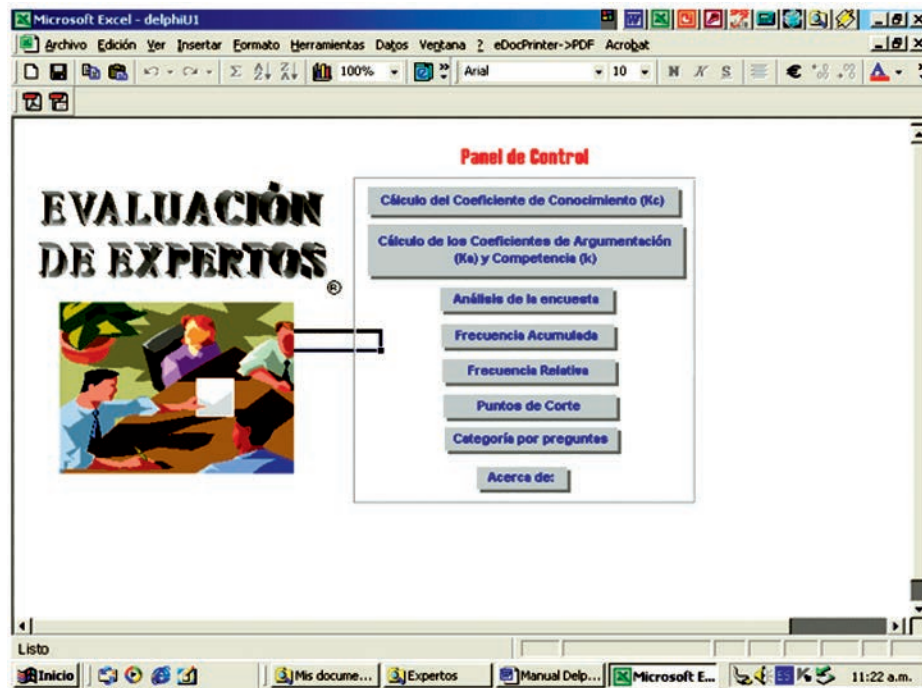 Microsoft Excel - delphiU1
Archivo Edición Ver Insertar Formato Herramientas Datos Ventana ? eDocPrinter->PDF Acrobat
100% Arial 10 N K S €
Panel de Control
EVALUACIÓN
DE EXPERTOS
®
Cálculo del Coeficiente de Conocimiento (Kc)
Cálculo de los Coeficientes de Argumentación
(Ka) y Competencia (k)
Análisis de la encuesta
Frecuencia Acumulada
Frecuencia Relativa
Puntos de Corte
Categoría por preguntas
Acerca de:
Listo
Inicio Mis docume... Expertos Manual Delp... Microsoft E... ES 11:22 a.m.